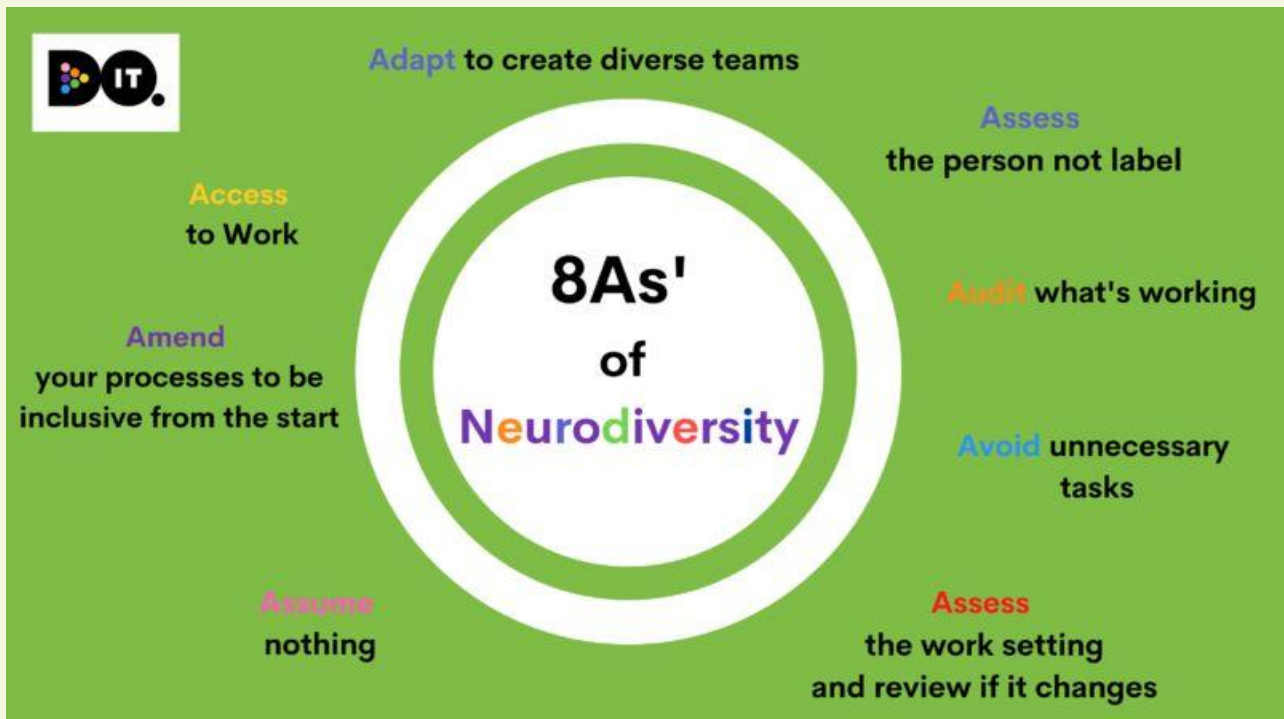 DO IT.
Adapt to create diverse teams
Assess
the person not label
Audit what's working
Avoid unnecessary
tasks
Assess
the work setting
and review if it changes
Assume
nothing
Amend
your processes to be
inclusive from the start
Access
to Work
8As'
of
Neurodiversity